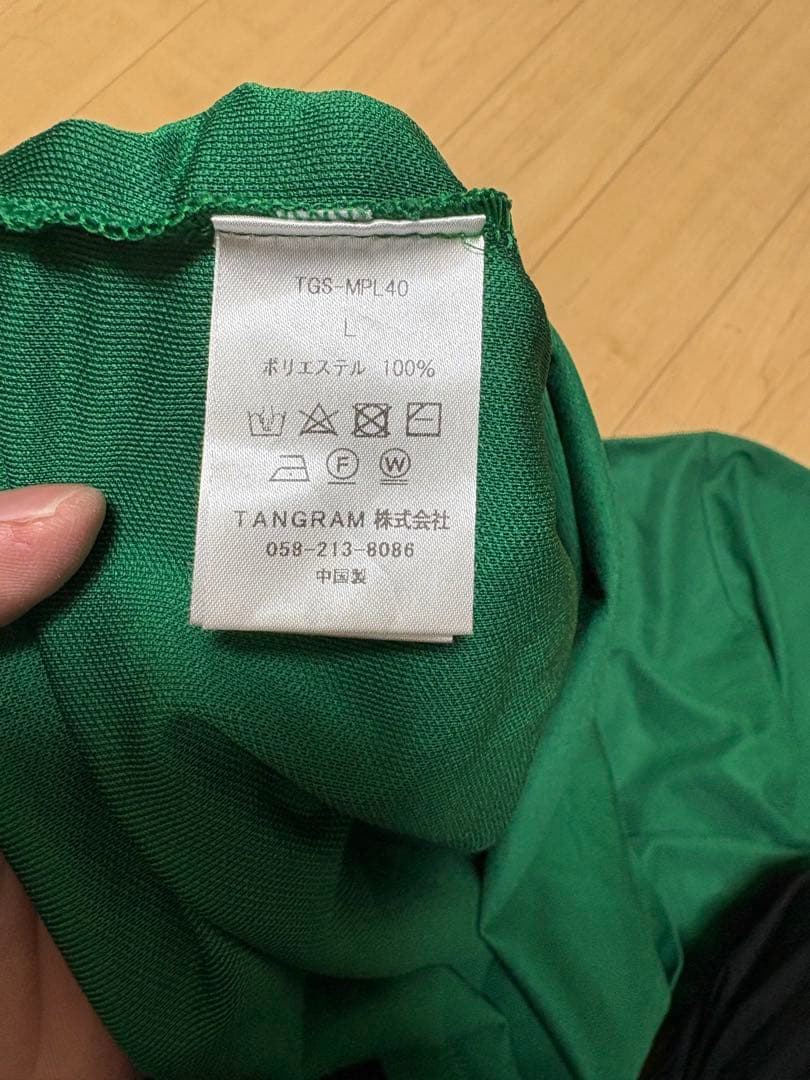 TGS-MPL40
L
ポリエステル 100%
F W
TANGRAM 株式会社
058-213-8086
中国製